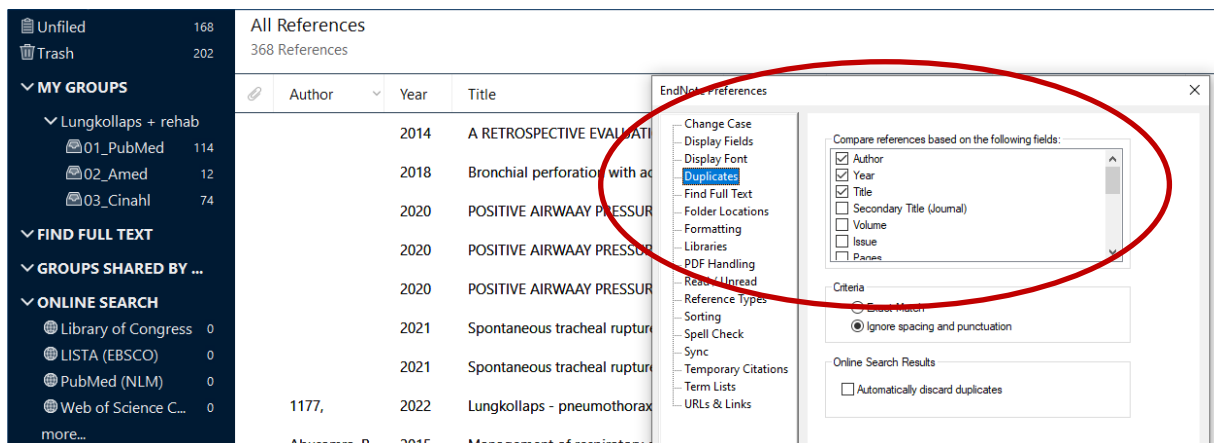 Unfiled 168
Trash 202
MY GROUPS
Lungkollaps + rehab
01_PubMed 114
02_Amed 12
03_Cinahl 74
FIND FULL TEXT
GROUPS SHARED BY ...
ONLINE SEARCH
Library of Congress 0
LISTA (EBSCO) 0
PubMed (NLM) 0
Web of Science C... 0
more...
All References
368 References
Author Year Title
2014 A RETROSPECTIVE EVALUATI
2018 Bronchial perforation with ac
2020 POSITIVE AIRWAAY PRESSUR
2020 POSITIVE AIRWAAY PRESSUR
2020 POSITIVE AIRWAAY PRESSUR
2021 Spontaneous tracheal rupture
2021 Spontaneous tracheal rupture
1177, 2022 Lungkollaps - pneumothorax
2015 Management of respiratory
EndNote Preferences
Change Case
Display Fields
Display Font
Duplicates
Find Full Text
Folder Locations
Formatting
Libraries
PDF Handling
Read / Unread
Reference Types
Sorting
Spell Check
Sync
Temporary Citations
Term Lists
URLs & Links
Compare references based on the following fields:
Author
Year
Title
Secondary Title (Journal)
Volume
Issue
Pages
Criteria
Exact Match
Ignore spacing and punctuation
Online Search Results
Automatically discard duplicates